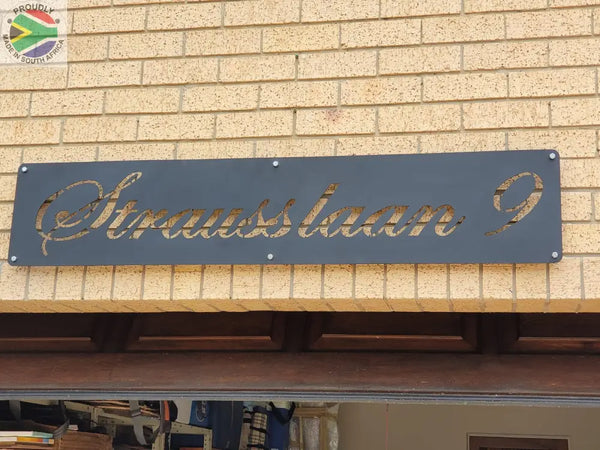 PROUDLY
MADE IN SOUTH AFRICA
Strausslaan 9